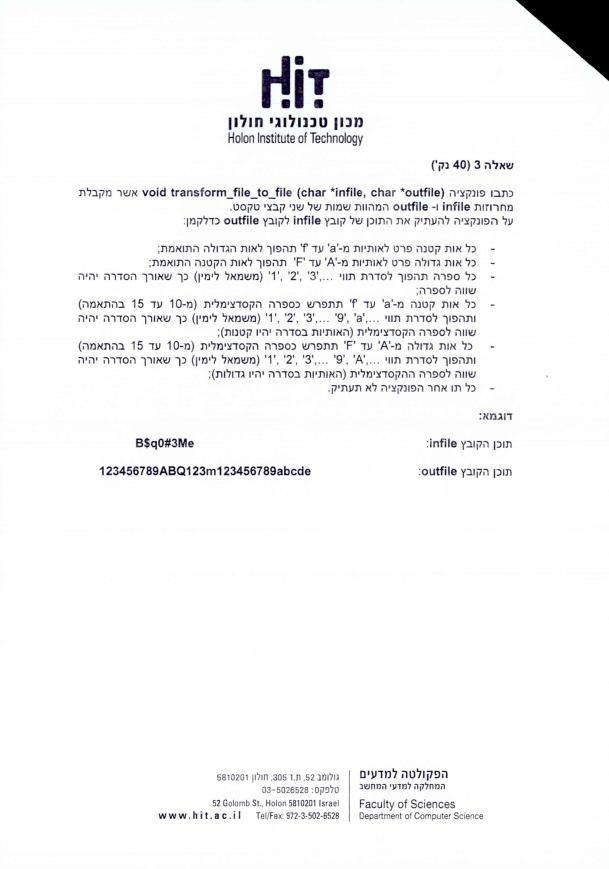 HiT
מכון טכנולוגי חולון
Holon Institute of Technology
שאלה 3 (40 נק')
כתבו פונקציה void transform_file_to_file (char *infile, char *outfile) אשר מקבלת
מחרוזות infile ו- outfile המהוות שמות של שני קבצי טקסט.
על הפונקציה להעתיק את התוכן של קובץ infile לקובץ outfile כדלקמן:
- כל אות קטנה פרט לאותיות מ-'a' עד 'f' תהפוך לאות הגדולה התואמת;
- כל אות גדולה פרט לאותיות מ-'A' עד 'F' תהפוך לאות הקטנה התואמת;
- כל ספרה תהפוך לסדרת תווי '1', '2', '3',... (משמאל לימין) כך שאורך הסדרה יהיה
שווה לספרה;
- כל אות קטנה מ-'a' עד 'f' תתפרש כספרה הקסדצימלית (מ-10 עד 15 בהתאמה)
ותהפוך לסדרת תווי '1', '2', '3',... '9', 'a',... (משמאל לימין) כך שאורך הסדרה יהיה
שווה לספרה הקסדצימלית (האותיות בסדרה יהיו קטנות);
- כל אות גדולה מ-'A' עד 'F' תתפרש כספרה הקסדצימלית (מ-10 עד 15 בהתאמה)
ותהפוך לסדרת תווי '1', '2', '3',... '9', 'A',... (משמאל לימין) כך שאורך הסדרה יהיה
שווה לספרה ההקסדצימלית (האותיות בסדרה יהיו גדולות);
- כל תו אחר הפונקציה לא תעתיק.
דוגמא:
תוכן הקובץ infile: B$q0#3Me
תוכן הקובץ outfile: 123456789ABQ123m123456789abcde
הפקולטה למדעים
המחלקה למדעי המחשב
Faculty of Sciences
Department of Computer Science
גולומב 52, ת.ד 305, חולון 5810201
טלפקס: 03-5026528
52 Golomb St., Holon 5810201 Israel
www.hit.ac.il Tel/Fax: 972-3-502-6528